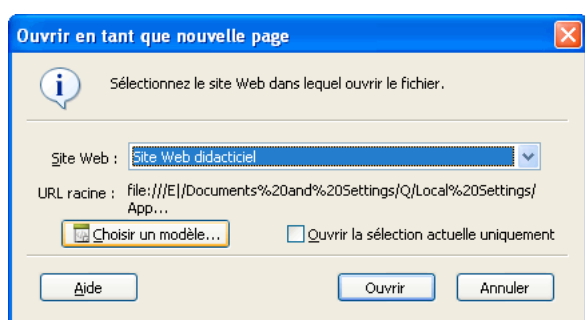 Ouvrir en tant que nouvelle page
Sélectionnez le site Web dans lequel ouvrir le fichier.
Site Web : Site Web didacticiel
URL racine : file:///E|/Documents%20and%20Settings/Q/Local%20Settings/
App...
Choisir un modèle... Ouvrir la sélection actuelle uniquement
Aide Ouvrir Annuler